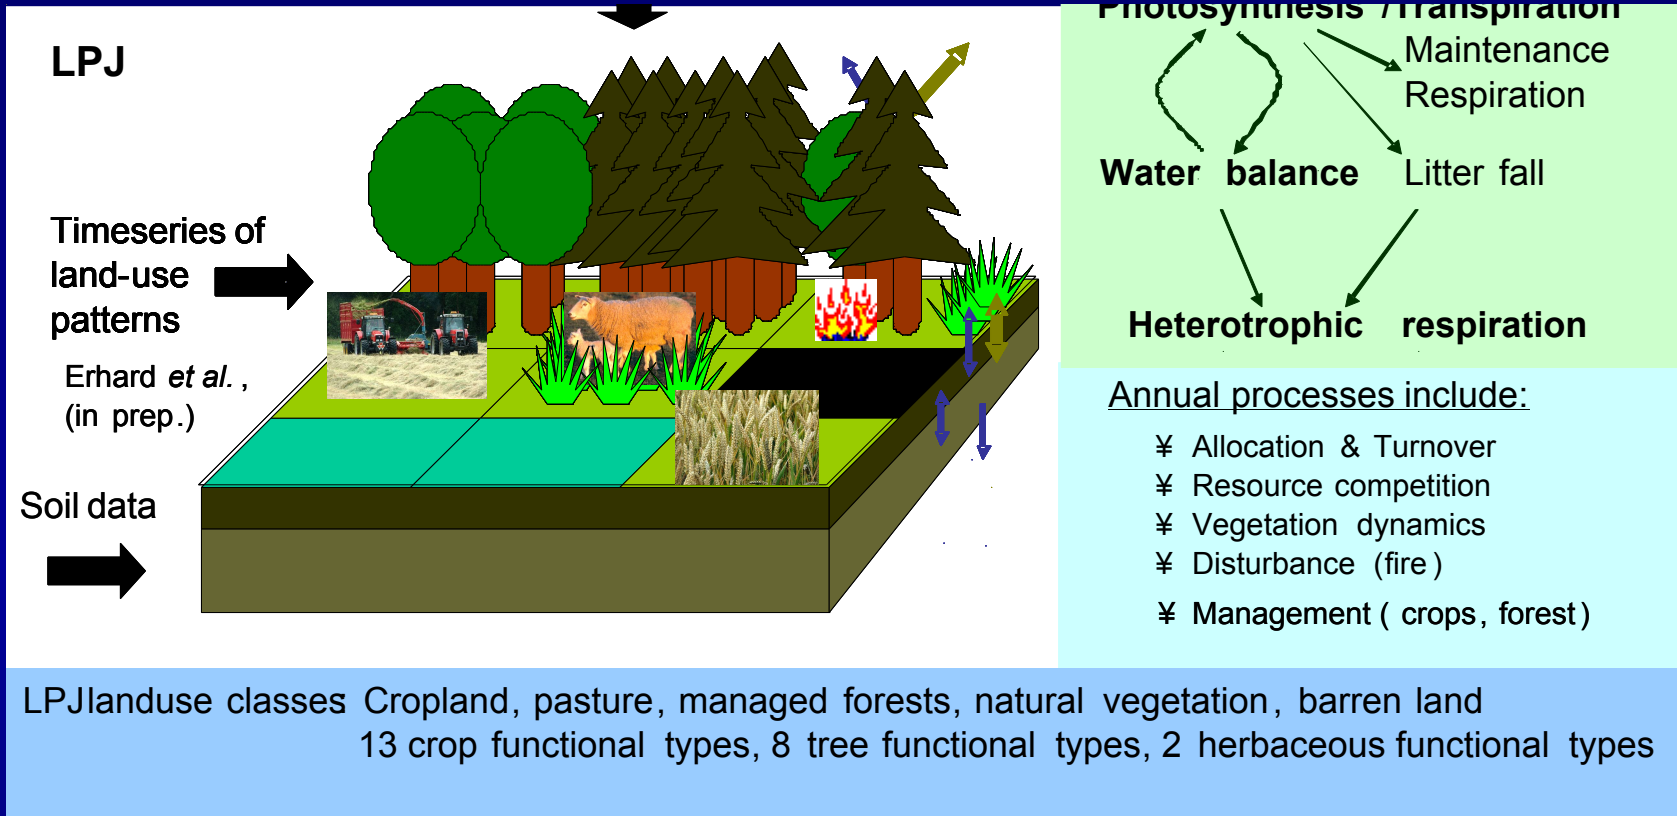 LPJ
Timeseries of
land-use
patterns
Erhard et al.,
(in prep.)
Soil data
Photosynthesis /Transpiration
Maintenance
Respiration
Water balance
Litter fall
Heterotrophic respiration
Annual processes include:
¥ Allocation & Turnover
¥ Resource competition
¥ Vegetation dynamics
¥ Disturbance (fire)
¥ Management ( crops, forest)
LPJlanduse classes: Cropland, pasture, managed forests, natural vegetation, barren land
13 crop functional types, 8 tree functional types, 2 herbaceous functional types